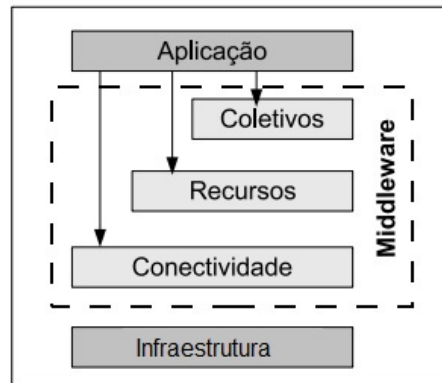 Aplicação
Coletivos
Recursos
Middleware
Conectividade
Infraestrutura